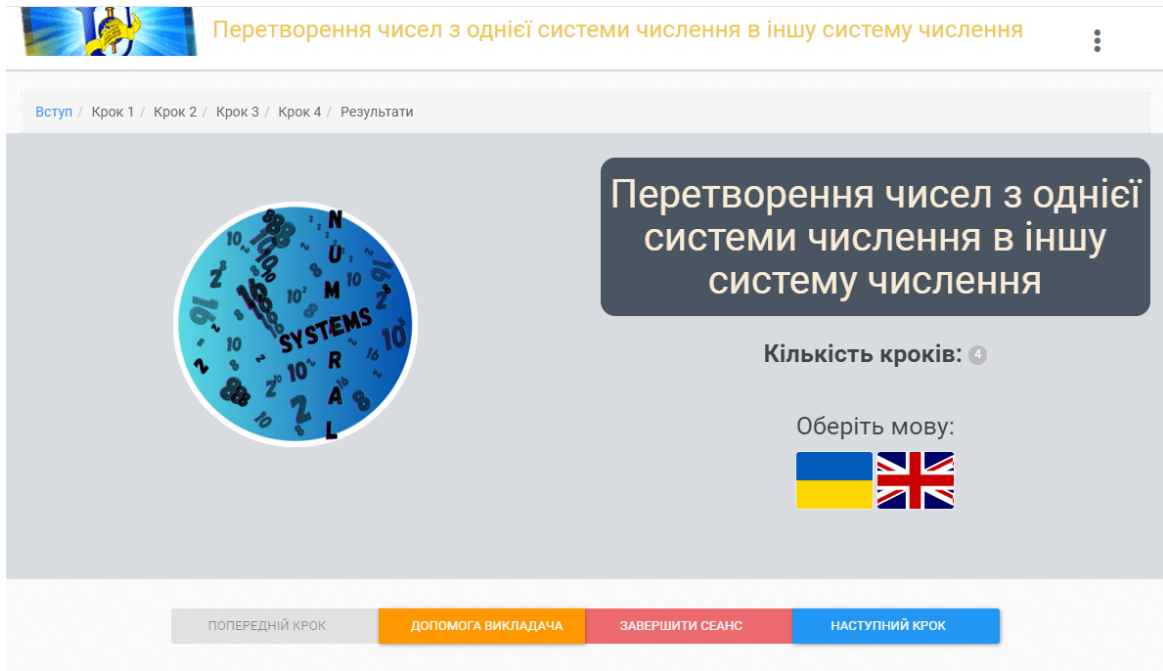 Перетворення чисел з однієї системи числення в іншу систему числення
Вступ / Крок 1 / Крок 2 / Крок 3 / Крок 4 / Результати
NUMERAL
SYSTEMS
Перетворення чисел з однієї
системи числення в іншу
систему числення
Кількість кроків: 4
Оберіть мову:
ПОПЕРЕДНІЙ КРОК ДОПОМОГА ВИКЛАДАЧА ЗАВЕРШИТИ СЕАНС НАСТУПНИЙ КРОК